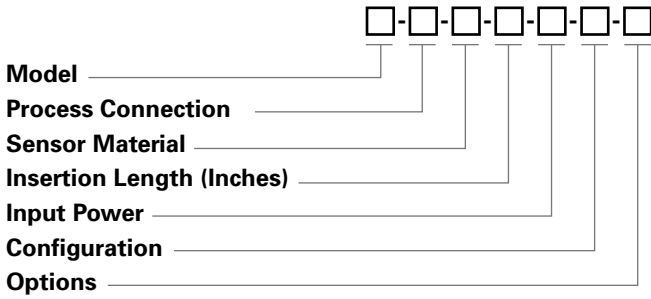 Model
Process Connection
Sensor Material
Insertion Length (Inches)
Input Power
Configuration
Options